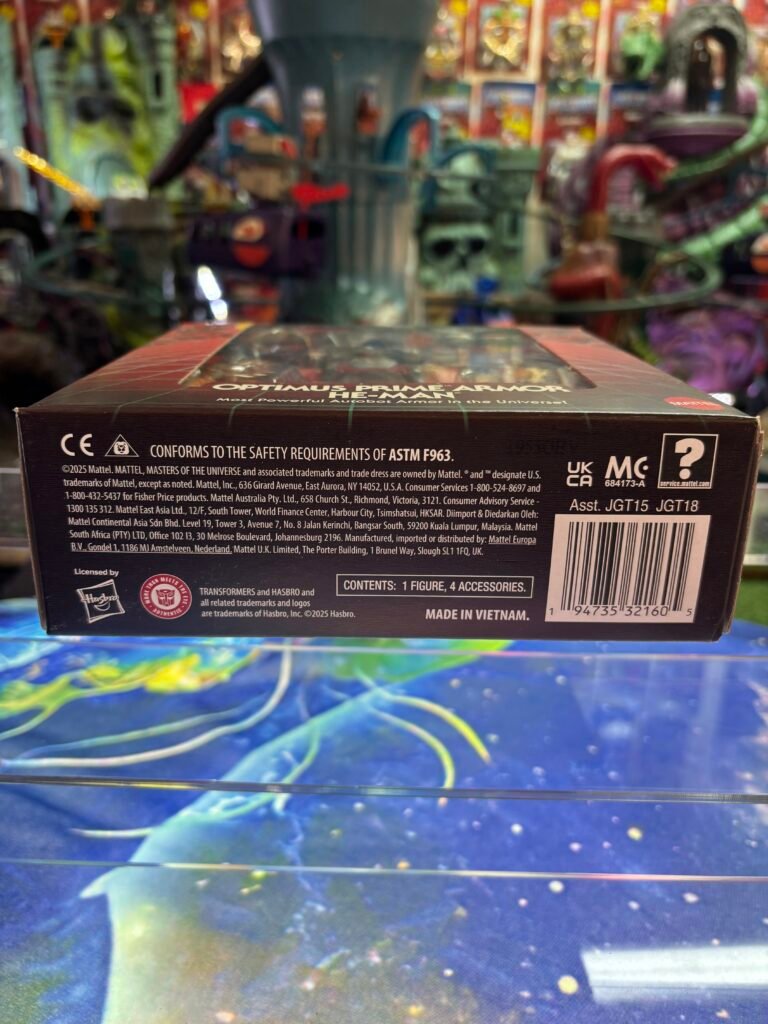 OPTIMUS PRIME ARMOR
HE-MAN™
Most Powerful Autobot Armor in the Universe!
MATTEL
CE CONFORMS TO THE SAFETY REQUIREMENTS OF ASTM F963.
©2025 Mattel. MATTEL, MASTERS OF THE UNIVERSE and associated trademarks and trade dress are owned by Mattel. ® and ™ designate U.S.
trademarks of Mattel, except as noted. Mattel, Inc., 636 Girard Avenue, East Aurora, NY 14052, U.S.A. Consumer Services 1-800-524-8697 and
1-800-432-5437 for Fisher Price products. Mattel Australia Pty. Ltd., 658 Church St., Richmond, Victoria, 3121. Consumer Advisory Service -
1300 135 312. Mattel East Asia Ltd., 12/F, South Tower, World Finance Center, Harbour City, Tsimshatsui, HKSAR. Diimport & Diedarkan Oleh:
Mattel Continental Asia Sdn Bhd. Level 19, Tower 3, Avenue 7, No. 8 Jalan Kerinchi, Bangsar South, 59200 Kuala Lumpur, Malaysia. Mattel
South Africa (PTY) LTD, Office 102 I3, 30 Melrose Boulevard, Johannesburg 2196. Manufactured, imported or distributed by: Mattel Europa
B.V., Gondel 1, 1186 MJ Amstelveen, Nederland. Mattel U.K. Limited, The Porter Building, 1 Brunel Way, Slough SL1 1FQ, UK.
UK
CA
MC
684173-A
?
service.mattel.com
Asst. JGT15 JGT18
1 94735 32160 5
Licensed by
Hasbro
MORE THAN MEETS THE EYE
AUTHENTIC
TRANSFORMERS and HASBRO and
all related trademarks and logos
are trademarks of Hasbro, Inc. ©2025 Hasbro.
CONTENTS: 1 FIGURE, 4 ACCESSORIES.
MADE IN VIETNAM.